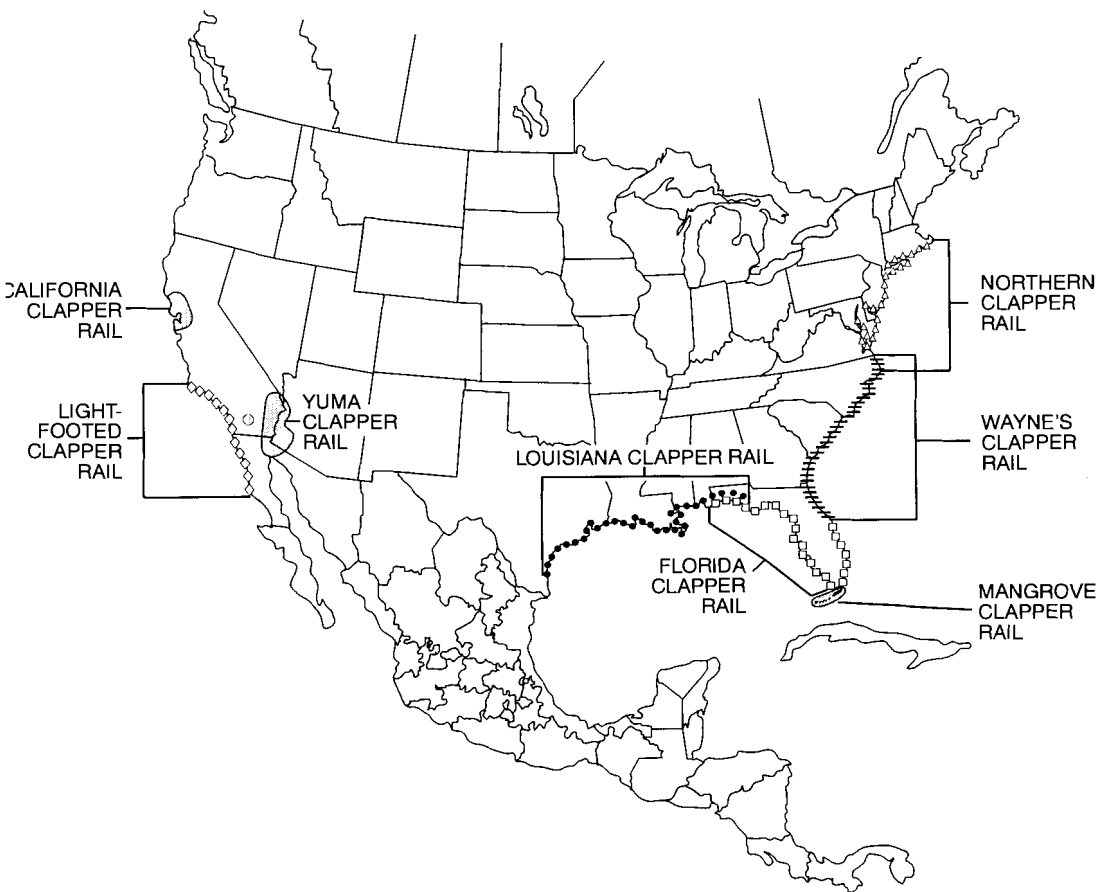 CALIFORNIA
CLAPPER
RAIL
LIGHT-
FOOTED
CLAPPER
RAIL
YUMA
CLAPPER
RAIL
LOUISIANA CLAPPER RAIL
FLORIDA
CLAPPER
RAIL
NORTHERN
CLAPPER
RAIL
WAYNE'S
CLAPPER
RAIL
MANGROVE
CLAPPER
RAIL